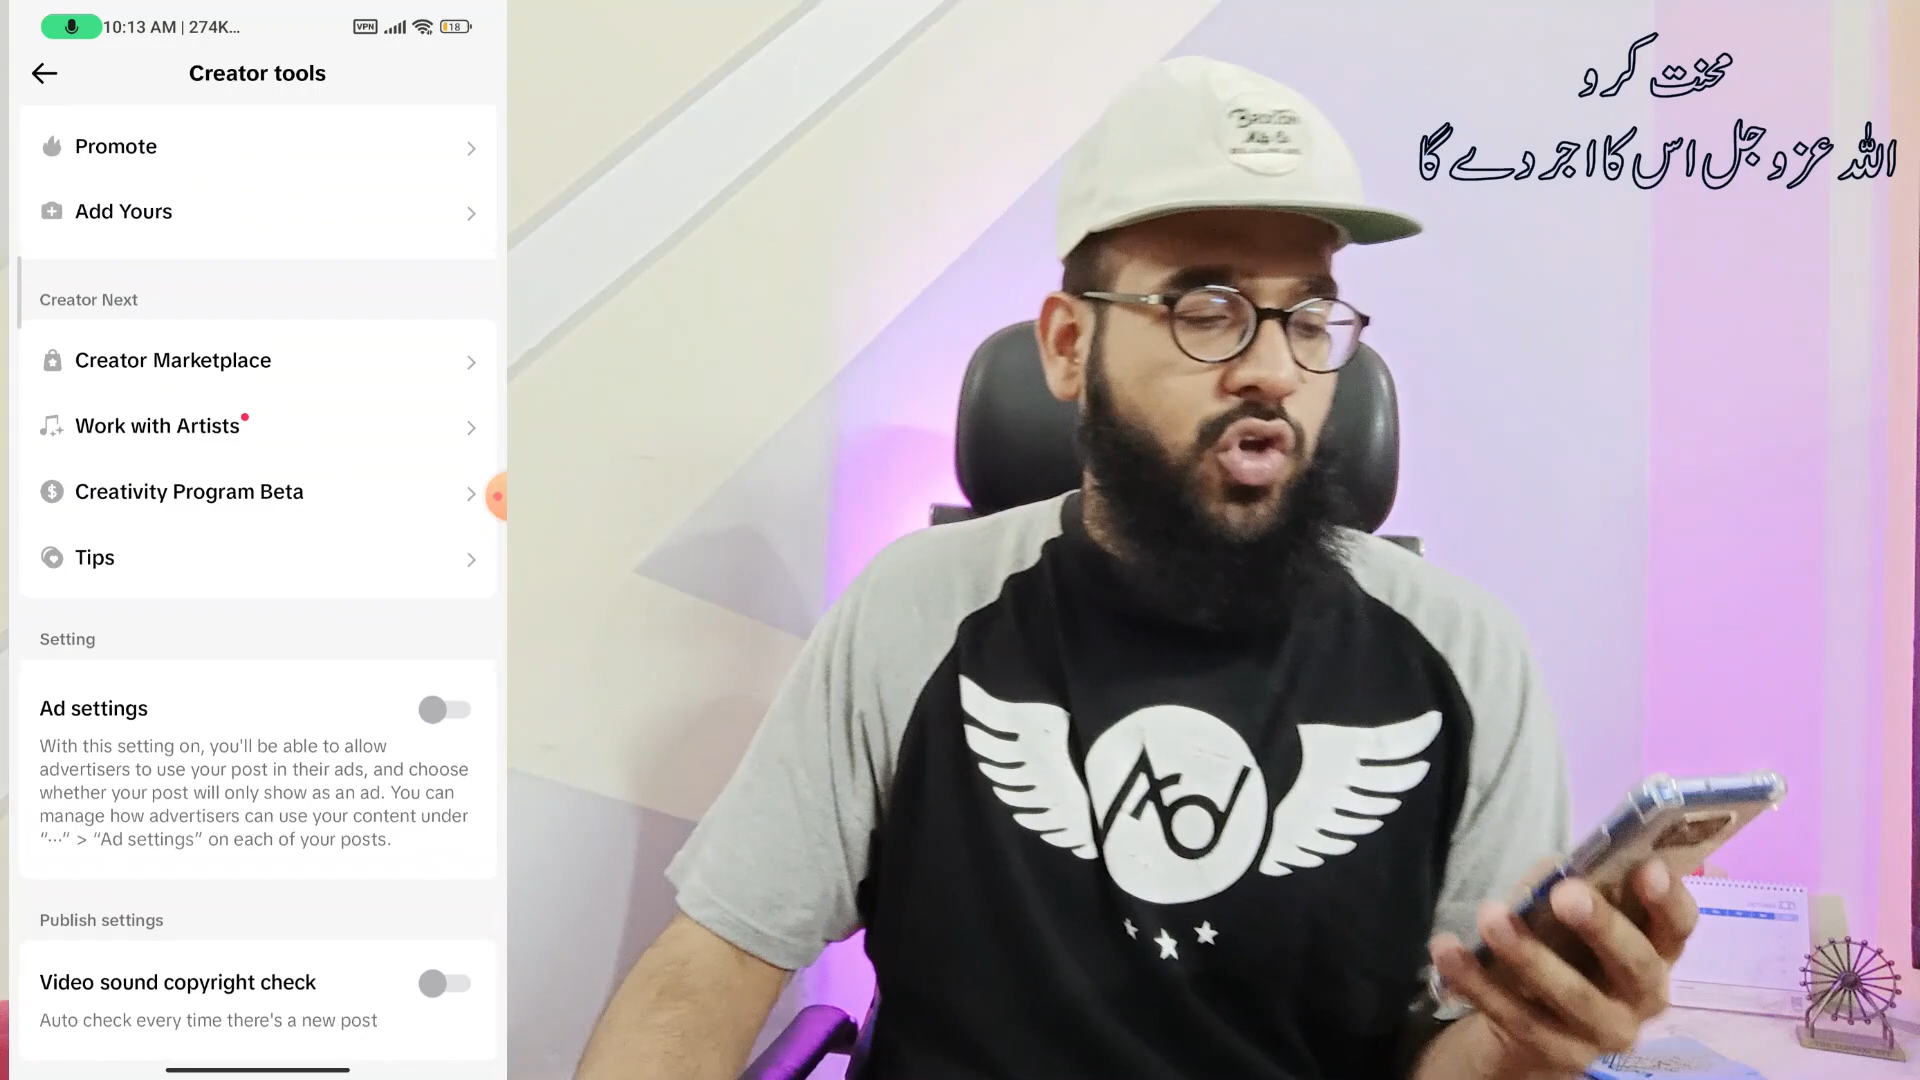 10:13 AM | 274K...
VPN
18
Creator tools
Promote
Add Yours
Creator Next
Creator Marketplace
Work with Artists
Creativity Program Beta
Tips
Setting
Ad settings
With this setting on, you'll be able to allow
advertisers to use your post in their ads, and choose
whether your post will only show as an ad. You can
manage how advertisers can use your content under
“···” > “Ad settings” on each of your posts.
Publish settings
Video sound copyright check
Auto check every time there's a new post
محنت کرو
اللہ عزوجل اس کا اجر دے گا